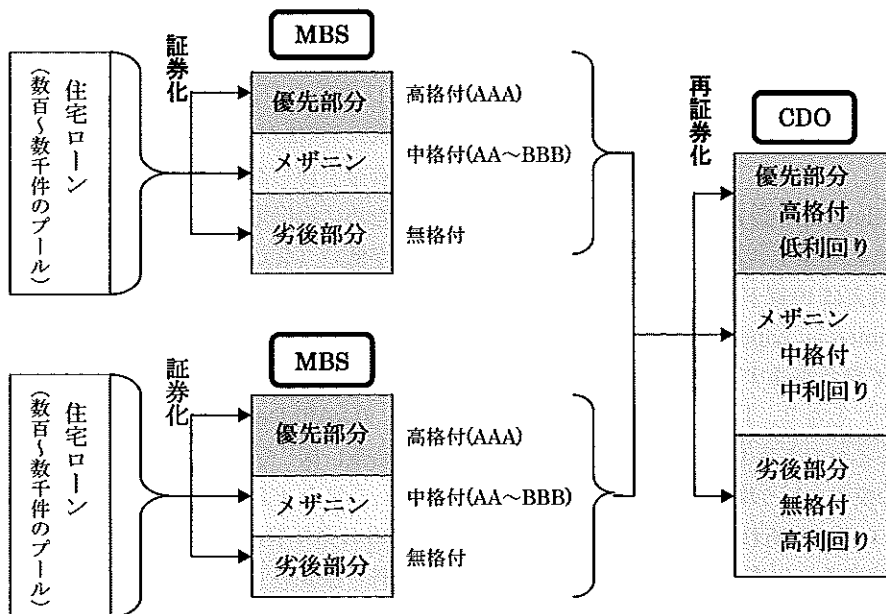 住宅ローン
(数百～数千件のプール)
証券化
MBS
優先部分
高格付(AAA)
メザニン
中格付(AA～BBB)
劣後部分
無格付
住宅ローン
(数百～数千件のプール)
証券化
MBS
優先部分
高格付(AAA)
メザニン
中格付(AA～BBB)
劣後部分
無格付
再証券化
CDO
優先部分
高格付
低利回り
メザニン
中格付
中利回り
劣後部分
無格付
高利回り